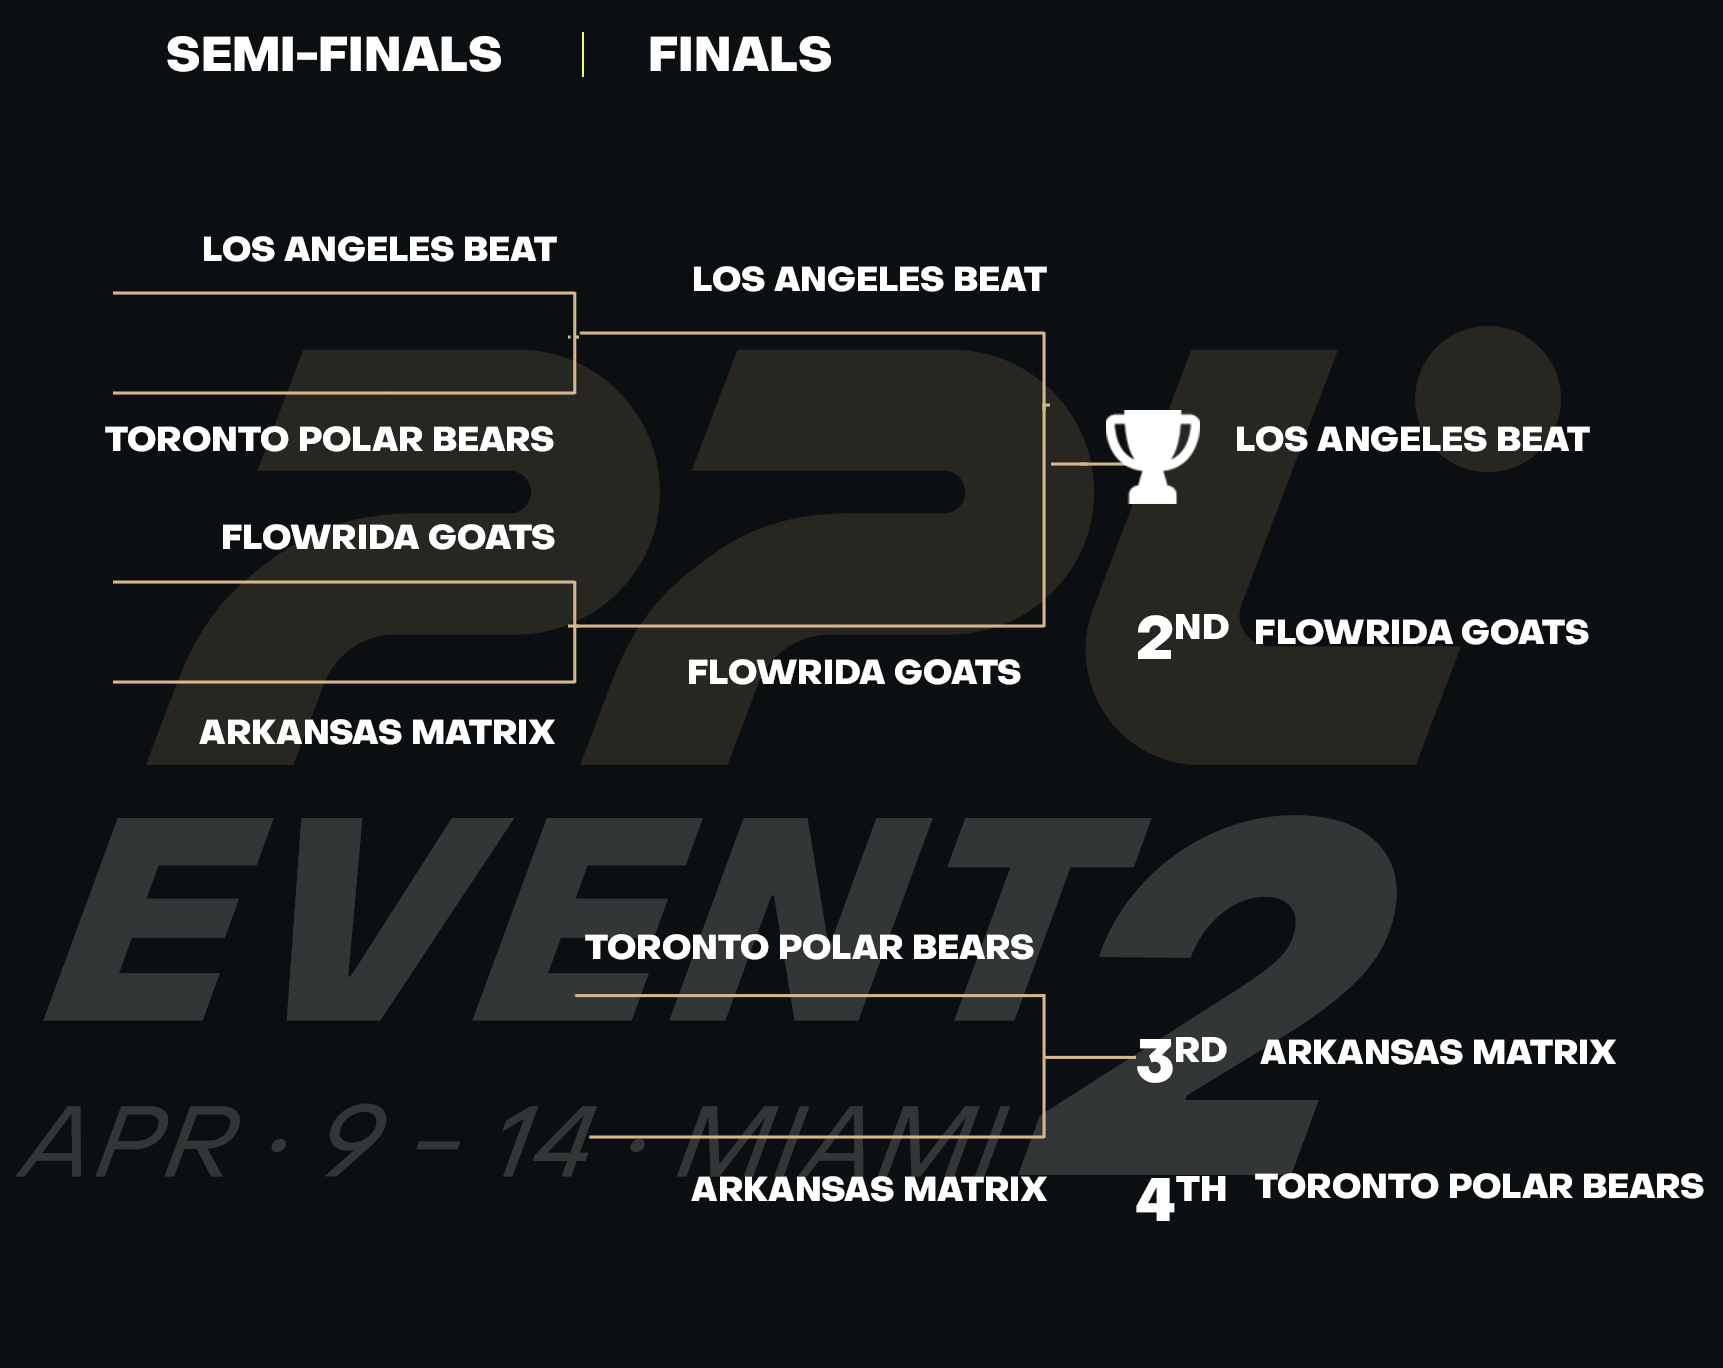 SEMI-FINALS | FINALS
LOS ANGELES BEAT
LOS ANGELES BEAT
TORONTO POLAR BEARS
LOS ANGELES BEAT
FLOWRIDA GOATS
2ND FLOWRIDA GOATS
FLOWRIDA GOATS
ARKANSAS MATRIX
PPL
EVENT 2
TORONTO POLAR BEARS
3RD ARKANSAS MATRIX
APR · 9 - 14 · MIAMI
ARKANSAS MATRIX
4TH TORONTO POLAR BEARS